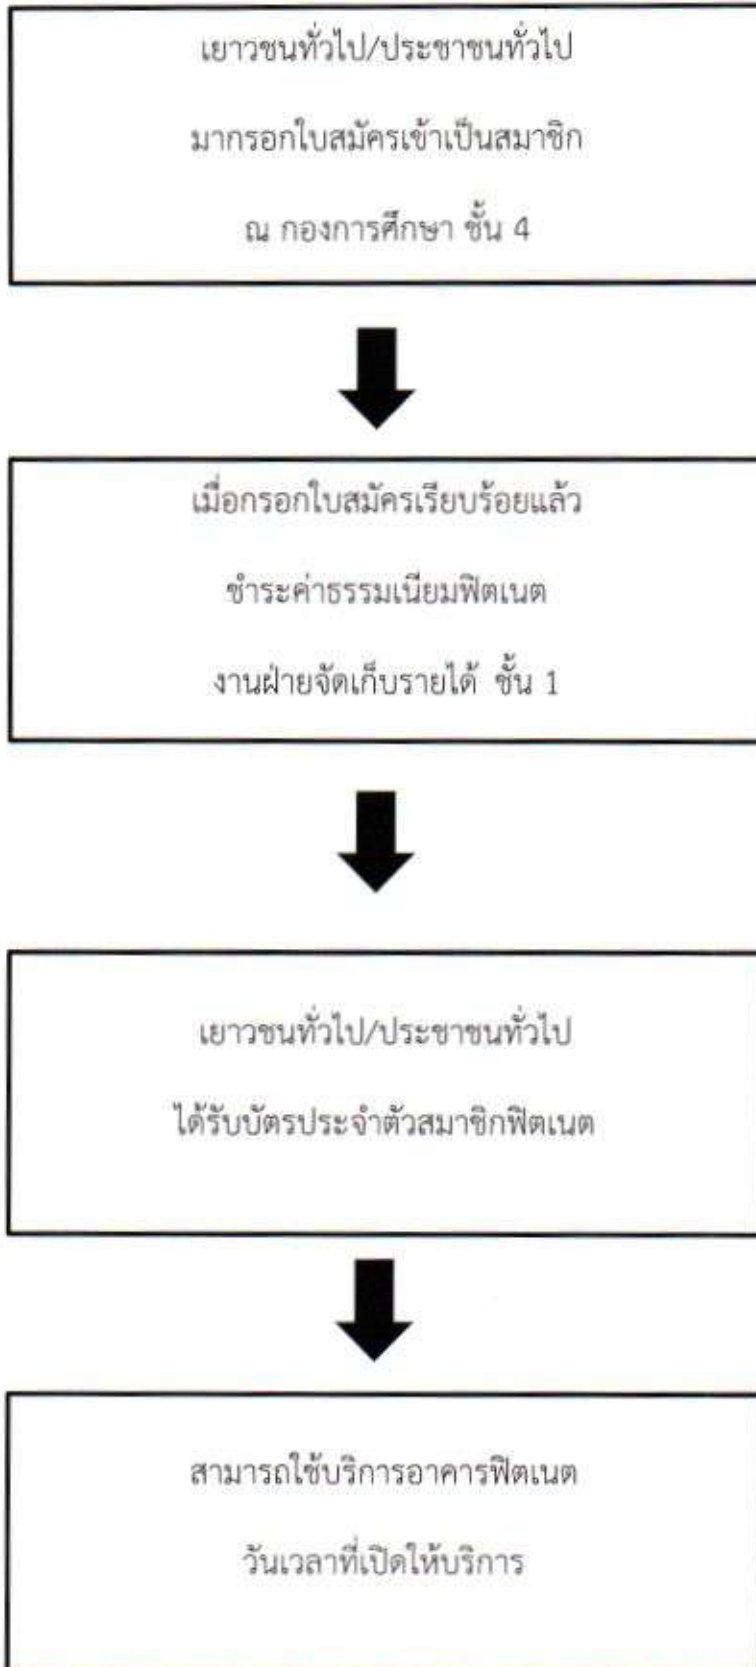 เยาวชนทั่วไป/ประชาชนทั่วไป
มากรอกใบสมัครเข้าเป็นสมาชิก
ณ กองการศึกษา ชั้น 4
เมื่อกรอกใบสมัครเรียบร้อยแล้ว
ชำระค่าธรรมเนียมฟิตเนต
งานฝ่ายจัดเก็บรายได้ ชั้น 1
เยาวชนทั่วไป/ประชาชนทั่วไป
ได้รับบัตรประจำตัวสมาชิกฟิตเนต
สามารถใช้บริการอาคารฟิตเนต
วันเวลาที่เปิดให้บริการ